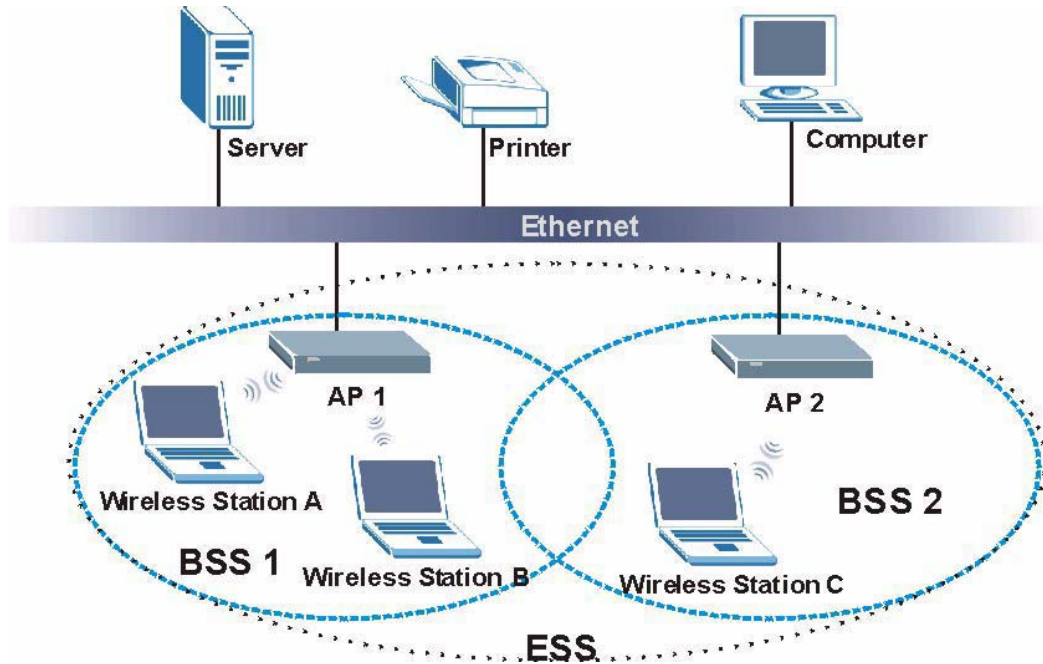 Server
Printer
Computer
Ethernet
AP 1
AP 2
Wireless Station A
BSS 2
BSS 1
Wireless Station B
Wireless Station C
ESS